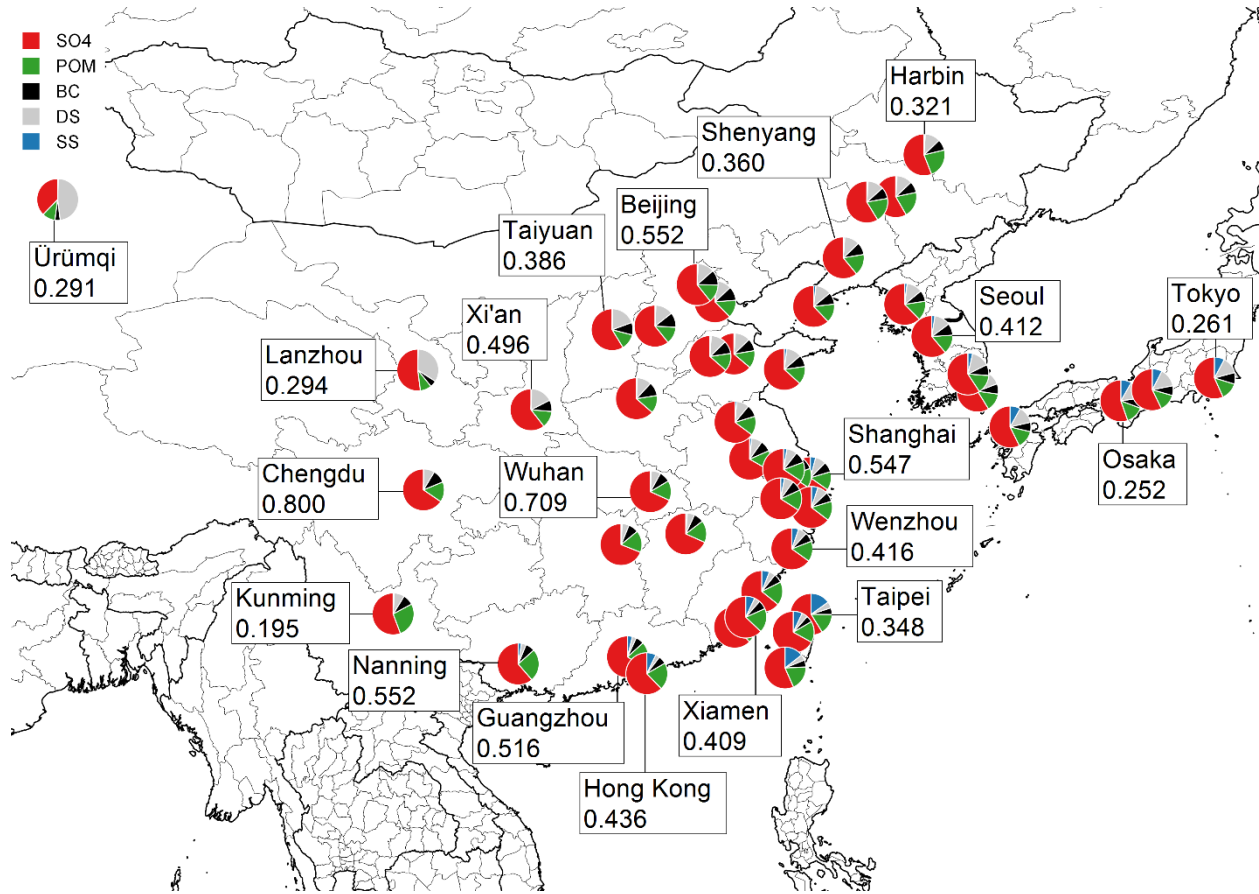 SO4
POM
BC
DS
SS
Harbin
0.321
Shenyang
0.360
Beijing
0.552
Taiyuan
0.386
Ürümqi
0.291
Xi'an
0.496
Seoul
0.412
Tokyo
0.261
Lanzhou
0.294
Shanghai
0.547
Osaka
0.252
Chengdu
0.800
Wuhan
0.709
Wenzhou
0.416
Kunming
0.195
Taipei
0.348
Nanning
0.552
Guangzhou
0.516
Xiamen
0.409
Hong Kong
0.436